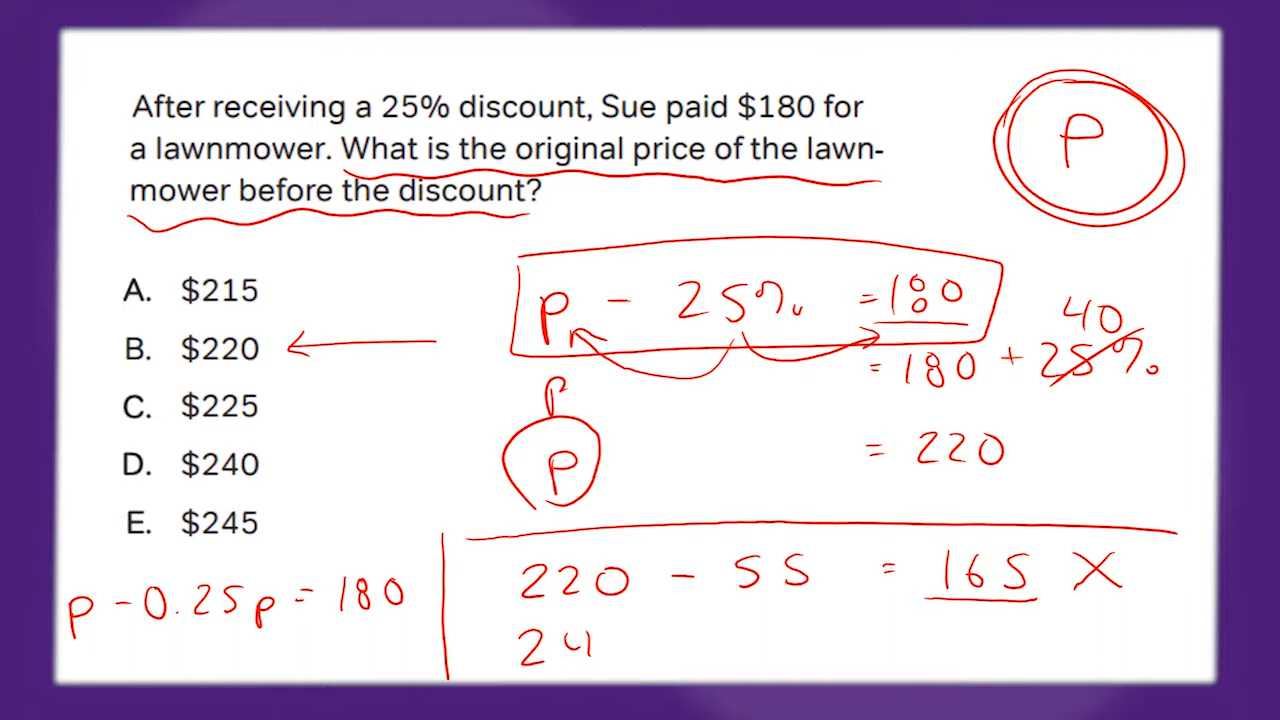 After receiving a 25% discount, Sue paid $180 for
a lawnmower. What is the original price of the lawn-
mower before the discount?
P
A. $215
B. $220
C. $225
D. $240
E. $245
p - 25% = 180
40
= 180 + 25%
p
p
= 220
p - 0.25p = 180
220 - 55 = 165 X
24